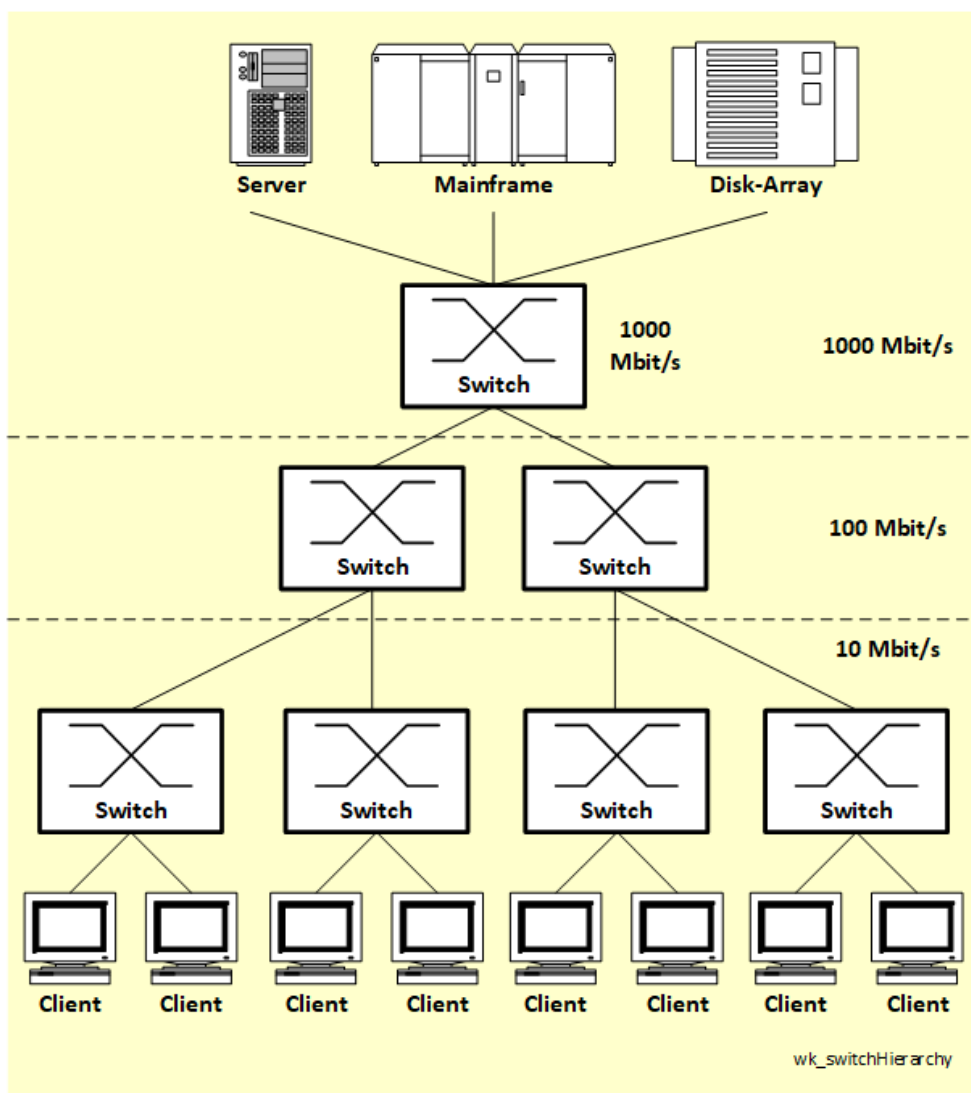 Server
Mainframe
Disk-Array
1000
Mbit/s
1000 Mbit/s
Switch
Switch
Switch
100 Mbit/s
10 Mbit/s
Switch
Switch
Switch
Switch
Client
Client
Client
Client
Client
Client
Client
Client
wk_switchHierarchy